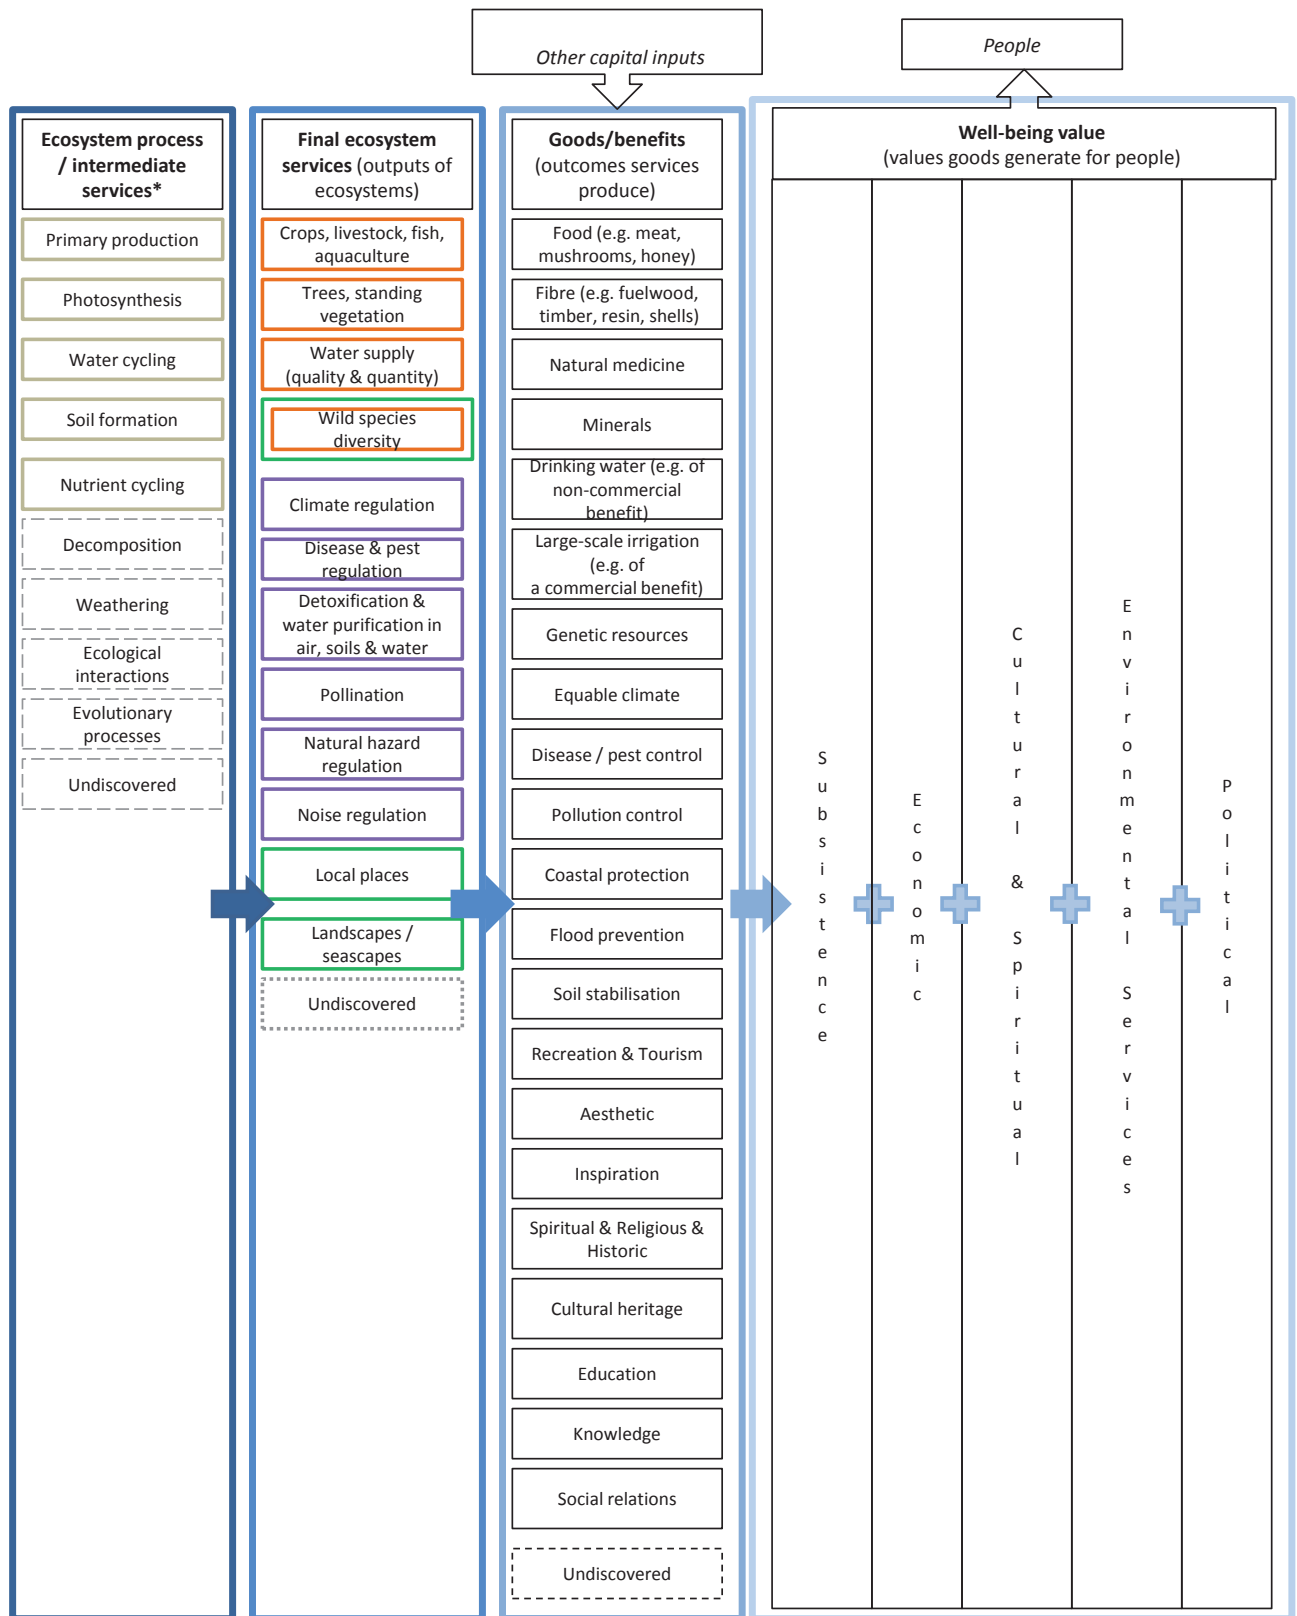 Other capital inputs
People
Ecosystem process
/ intermediate
services*
Primary production
Photosynthesis
Water cycling
Soil formation
Nutrient cycling
Decomposition
Weathering
Ecological
interactions
Evolutionary
processes
Undiscovered
Final ecosystem
services (outputs of
ecosystems)
Crops, livestock, fish,
aquaculture
Trees, standing
vegetation
Water supply
(quality & quantity)
Wild species
diversity
Climate regulation
Disease & pest
regulation
Detoxification &
water purification in
air, soils & water
Pollination
Natural hazard
regulation
Noise regulation
Local places
Landscapes /
seascapes
Undiscovered
Goods/benefits
(outcomes services
produce)
Food (e.g. meat,
mushrooms, honey)
Fibre (e.g. fuelwood,
timber, resin, shells)
Natural medicine
Minerals
Drinking water (e.g. of
non-commercial
benefit)
Large-scale irrigation
(e.g. of
a commercial benefit)
Genetic resources
Equable climate
Disease / pest control
Pollution control
Coastal protection
Flood prevention
Soil stabilisation
Recreation & Tourism
Aesthetic
Inspiration
Spiritual & Religious &
Historic
Cultural heritage
Education
Knowledge
Social relations
Undiscovered
Well-being value
(values goods generate for people)
Subsistence
Economic
Cultural & Spiritual
Environmental Services
Political